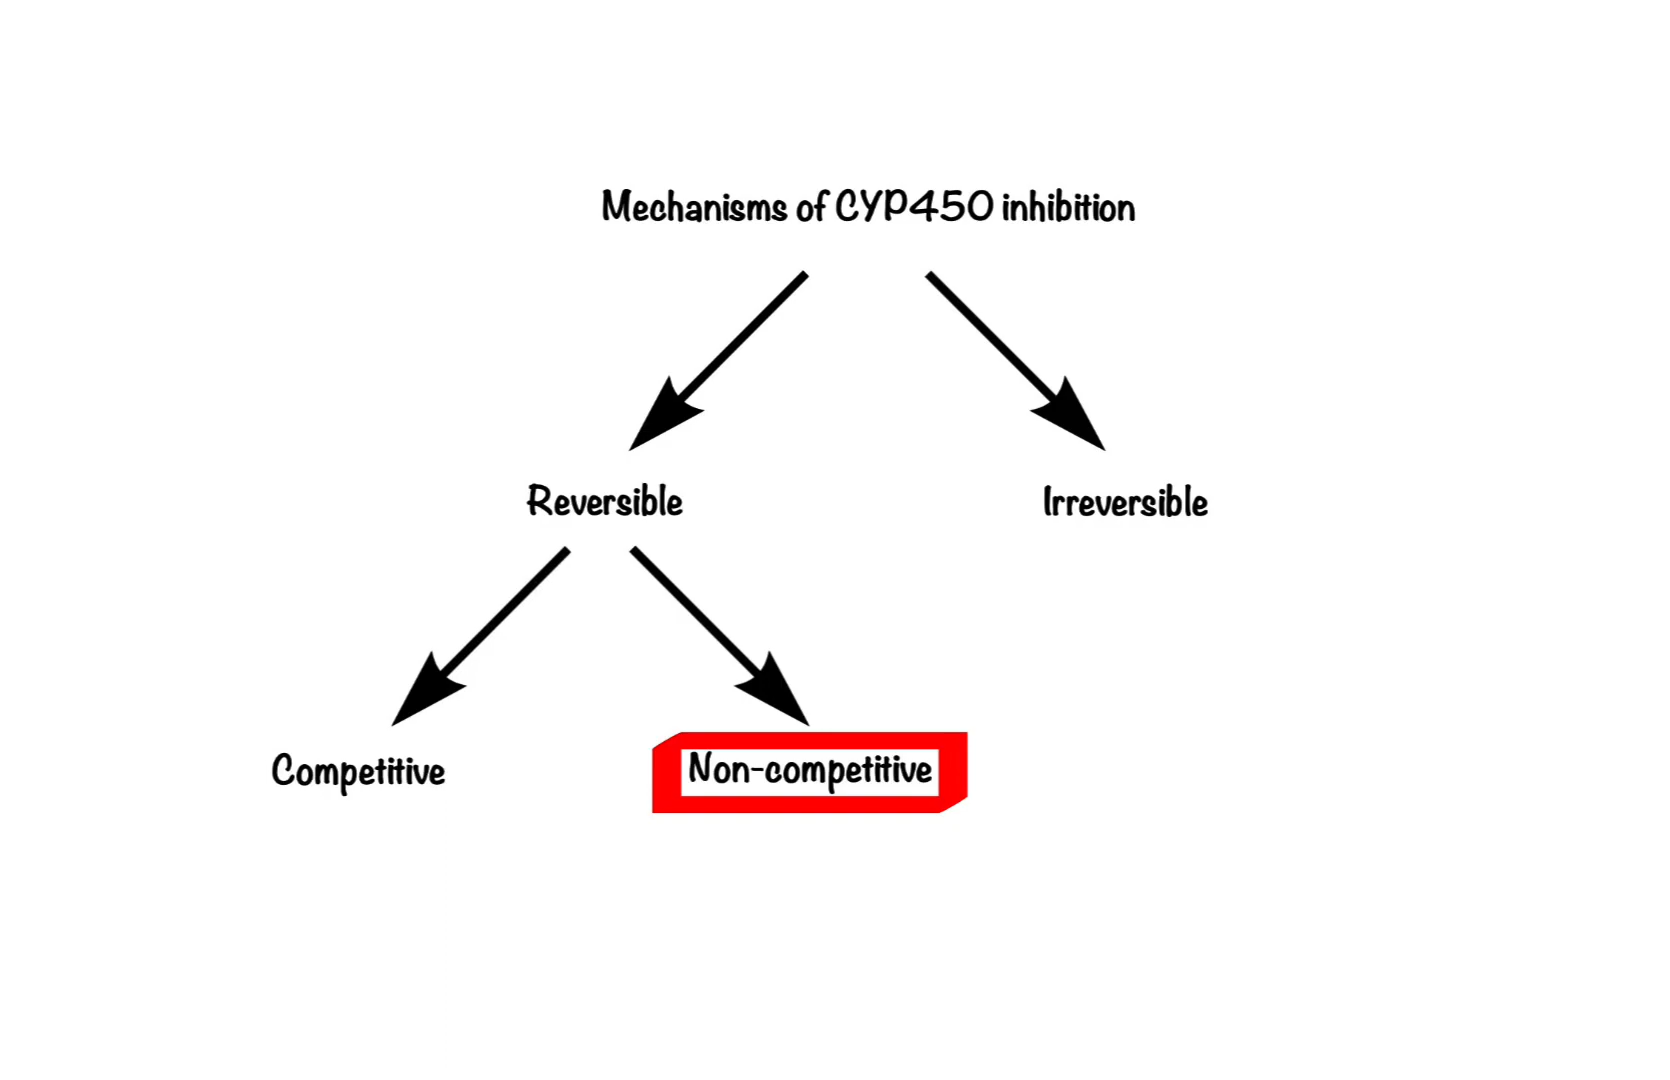 Mechanisms of CYP450 inhibition
Reversible
Irreversible
Competitive
Non-competitive